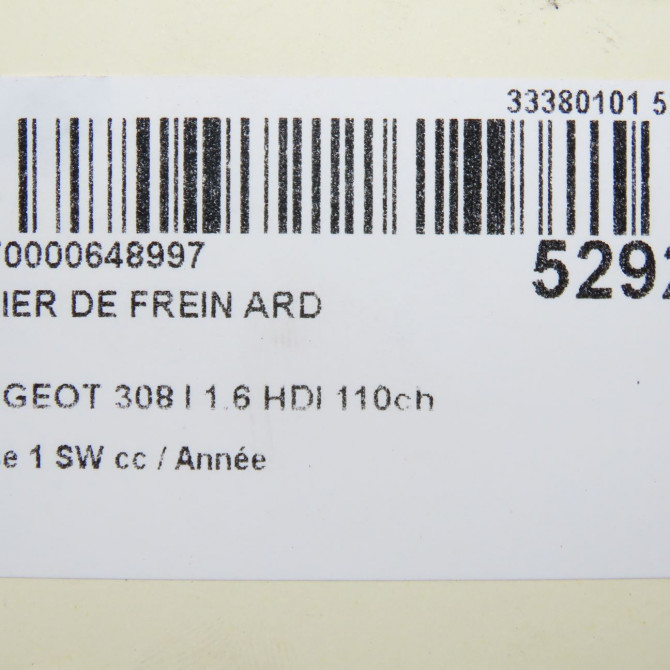 33380101 5
70000648997
5292
IER DE FREIN ARD
GEOT 308 I 1.6 HDI 110ch
e 1 SW cc / Année